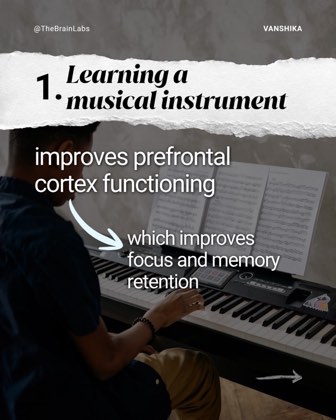 @TheBrainLabs
VANSHIKA
1. Learning a
musical instrument
improves prefrontal
cortex functioning
which improves
focus and memory
retention